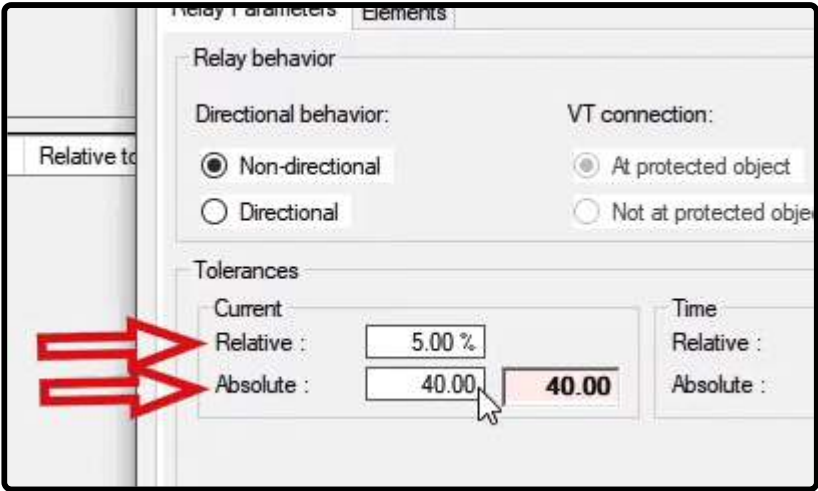 Relay Parameters Elements
Relay behavior
Directional behavior: VT connection:
Relative to
Non-directional At protected object
Directional Not at protected obje
Tolerances
Current Time
Relative : 5.00 % Relative :
Absolute : 40.00 40.00 Absolute :